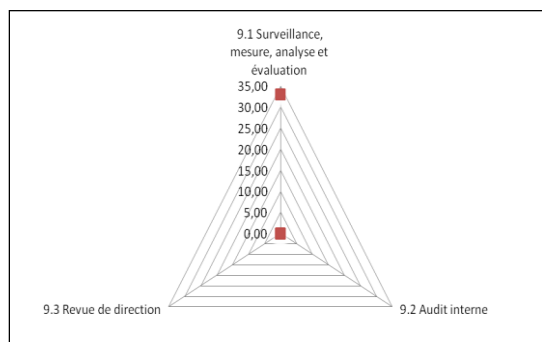 9.1 Surveillance,
mesure, analyse et
évaluation
35,00
30,00
25,00
20,00
15,00
10,00
5,00
0,00
9.3 Revue de direction
9.2 Audit interne